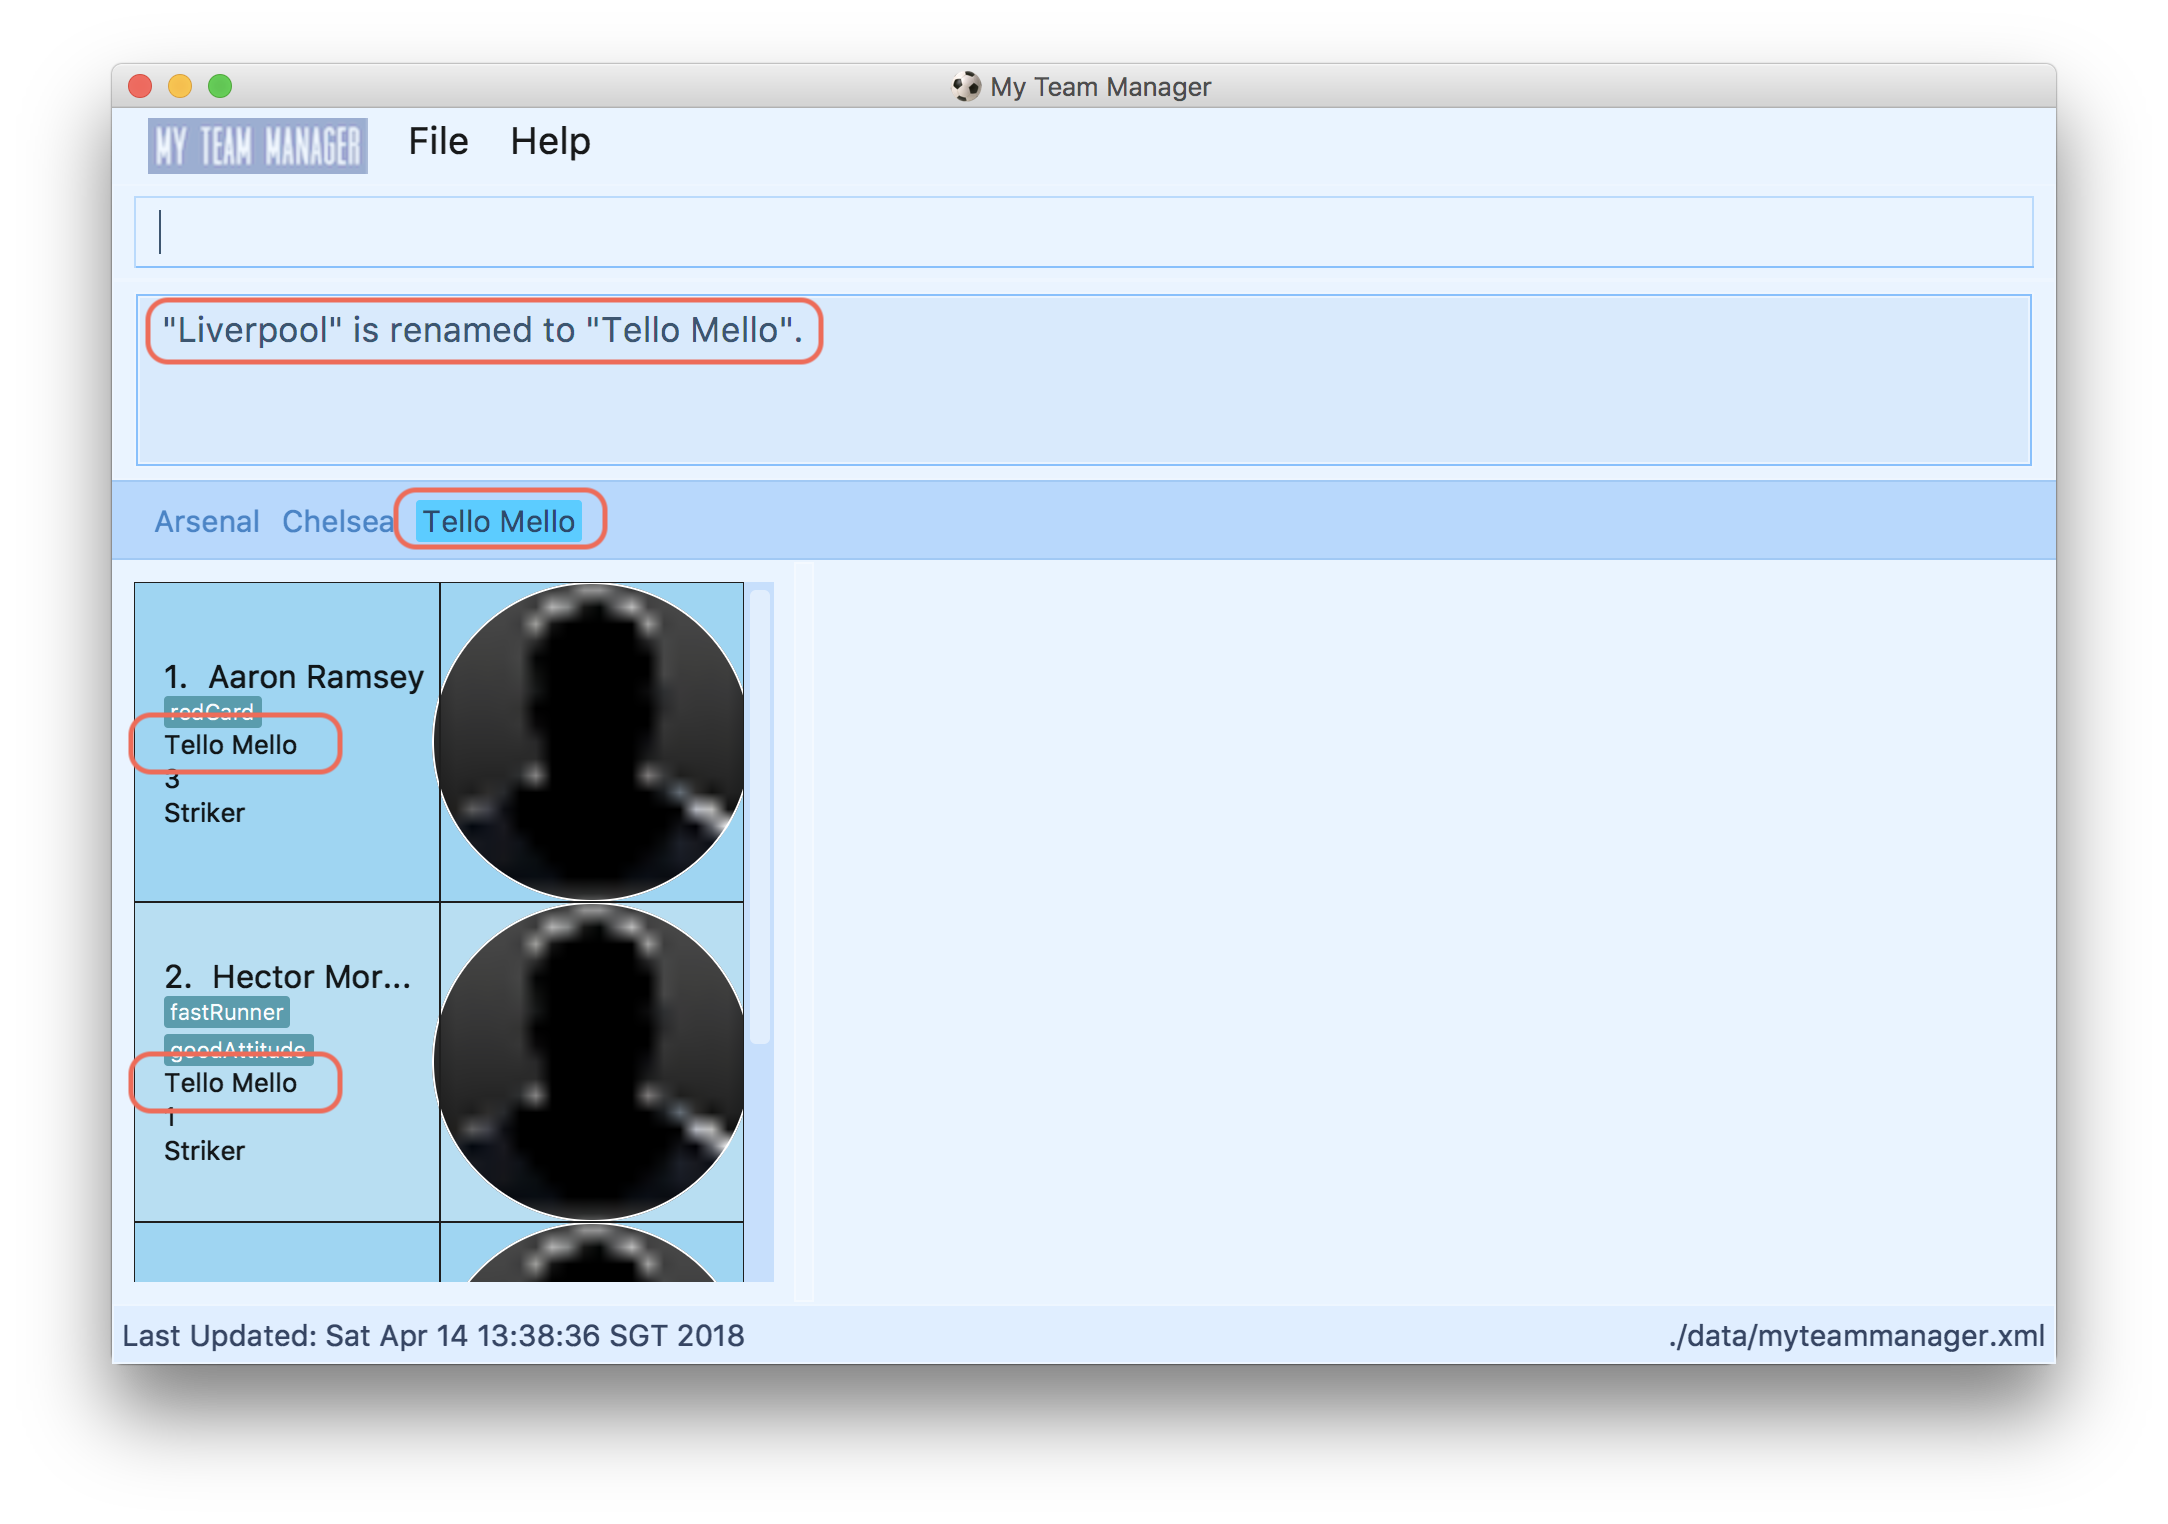 My Team Manager
MY TEAM MANAGER File Help
"Liverpool" is renamed to "Tello Mello".
Arsenal Chelsea Tello Mello
1. Aaron Ramsey
redCard
Tello Mello
3
Striker
2. Hector Mor...
fastRunner
goodAttitude
Tello Mello
1
Striker
Last Updated: Sat Apr 14 13:38:36 SGT 2018 ./data/myteammanager.xml